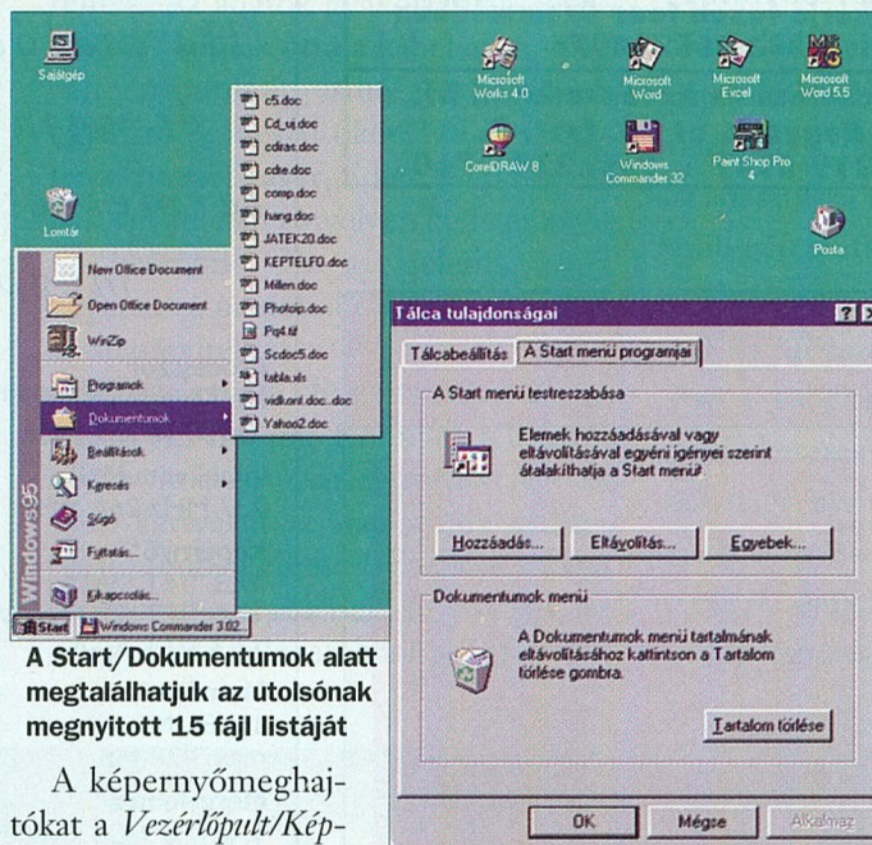 Sajátgép
Lomtár
Microsoft
Works 4.0
Microsoft
Word
Microsoft
Excel
Microsoft
Word 5.5
CorelDRAW 8
Windows
Commander 32
Paint Shop Pro
4
Posta
c5.doc
Cd_uj.doc
cdiras.doc
cdte.doc
comp.doc
hang.doc
JATEK20.doc
KEPTELFO.doc
Millen.doc
Photoip.doc
Pq4.tif
Scdoc5.doc
tabla.xls
vidkont.doc..doc
Yahoo2.doc
New Office Document
Open Office Document
WinZip
Programok
Dokumentumok
Beállítások
Keresés
Súgó
Futtatás...
Kikapcsolás...
Windows95
Start
Windows Commander 3.02
Tálca tulajdonságai
Tálcabeállítás
A Start menü programjai
A Start menü testreszabása
Elemek hozzáadásával vagy
eltávolításával egyéni igényei szerint
átalakíthatja a Start menüt
Hozzáadás...
Eltávolítás...
Egyebek...
Dokumentumok menü
A Dokumentumok menü tartalmának
eltávolításához kattintson a Tartalom
törlése gombra.
Tartalom törlése
OK
Mégse
Alkalmaz
A Start/Dokumentumok alatt
megtalálhatjuk az utolsónak
megnyitott 15 fájl listáját
A képernyőmeghaj-
tókat a Vezérlőpult/Kép-